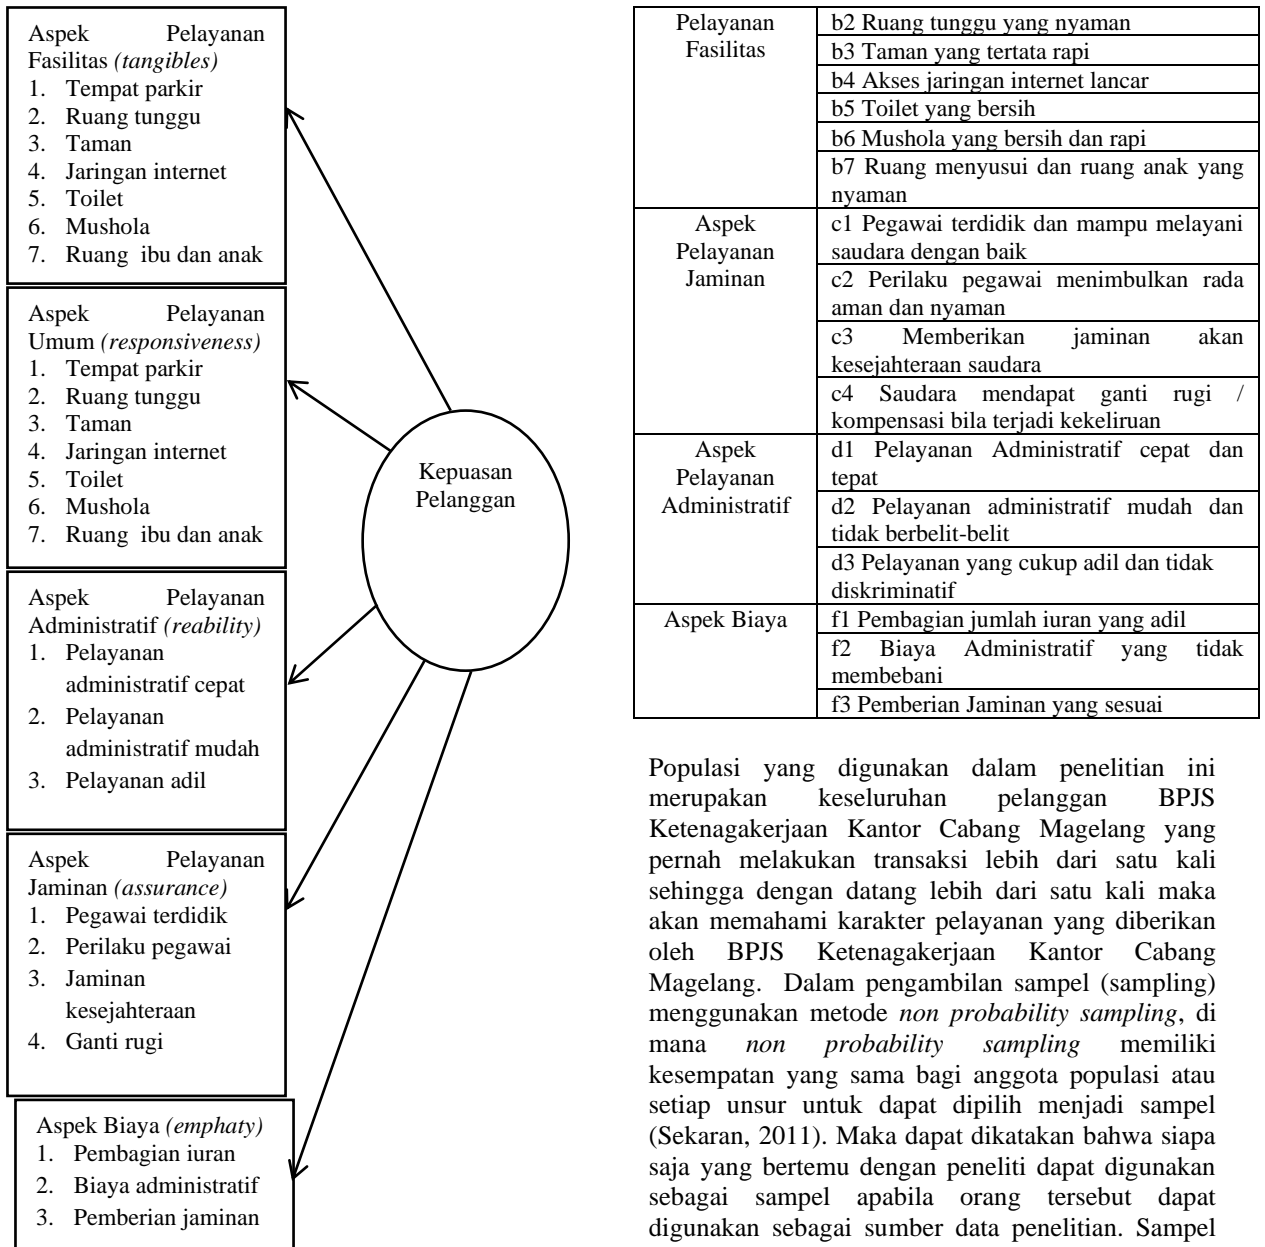 Aspek Pelayanan
Fasilitas (tangibles)
1. Tempat parkir
2. Ruang tunggu
3. Taman
4. Jaringan internet
5. Toilet
6. Mushola
7. Ruang ibu dan anak
Aspek Pelayanan
Umum (responsiveness)
1. Tempat parkir
2. Ruang tunggu
3. Taman
4. Jaringan internet
5. Toilet
6. Mushola
7. Ruang ibu dan anak
Aspek Pelayanan
Administratif (reability)
1. Pelayanan
administratif cepat
2. Pelayanan
administratif mudah
3. Pelayanan adil
Aspek Pelayanan
Jaminan (assurance)
1. Pegawai terdidik
2. Perilaku pegawai
3. Jaminan
kesejahteraan
4. Ganti rugi
Aspek Biaya (emphaty)
1. Pembagian iuran
2. Biaya administratif
3. Pemberian jaminan
Kepuasan
Pelanggan
Pelayanan
Fasilitas
b2 Ruang tunggu yang nyaman
b3 Taman yang tertata rapi
b4 Akses jaringan internet lancar
b5 Toilet yang bersih
b6 Mushola yang bersih dan rapi
b7 Ruang menyusui dan ruang anak yang
nyaman
Aspek
Pelayanan
Jaminan
c1 Pegawai terdidik dan mampu melayani
saudara dengan baik
c2 Perilaku pegawai menimbulkan rada
aman dan nyaman
c3 Memberikan jaminan akan
kesejahteraan saudara
c4 Saudara mendapat ganti rugi /
kompensasi bila terjadi kekeliruan
Aspek
Pelayanan
Administratif
d1 Pelayanan Administratif cepat dan
tepat
d2 Pelayanan administratif mudah dan
tidak berbelit-belit
d3 Pelayanan yang cukup adil dan tidak
diskriminatif
Aspek Biaya
f1 Pembagian jumlah iuran yang adil
f2 Biaya Administratif yang tidak
membebani
f3 Pemberian Jaminan yang sesuai
Populasi yang digunakan dalam penelitian ini
merupakan keseluruhan pelanggan BPJS
Ketenagakerjaan Kantor Cabang Magelang yang
pernah melakukan transaksi lebih dari satu kali
sehingga dengan datang lebih dari satu kali maka
akan memahami karakter pelayanan yang diberikan
oleh BPJS Ketenagakerjaan Kantor Cabang
Magelang. Dalam pengambilan sampel (sampling)
menggunakan metode non probability sampling, di
mana non probability sampling memiliki
kesempatan yang sama bagi anggota populasi atau
setiap unsur untuk dapat dipilih menjadi sampel
(Sekaran, 2011). Maka dapat dikatakan bahwa siapa
saja yang bertemu dengan peneliti dapat digunakan
sebagai sampel apabila orang tersebut dapat
digunakan sebagai sumber data penelitian. Sampel